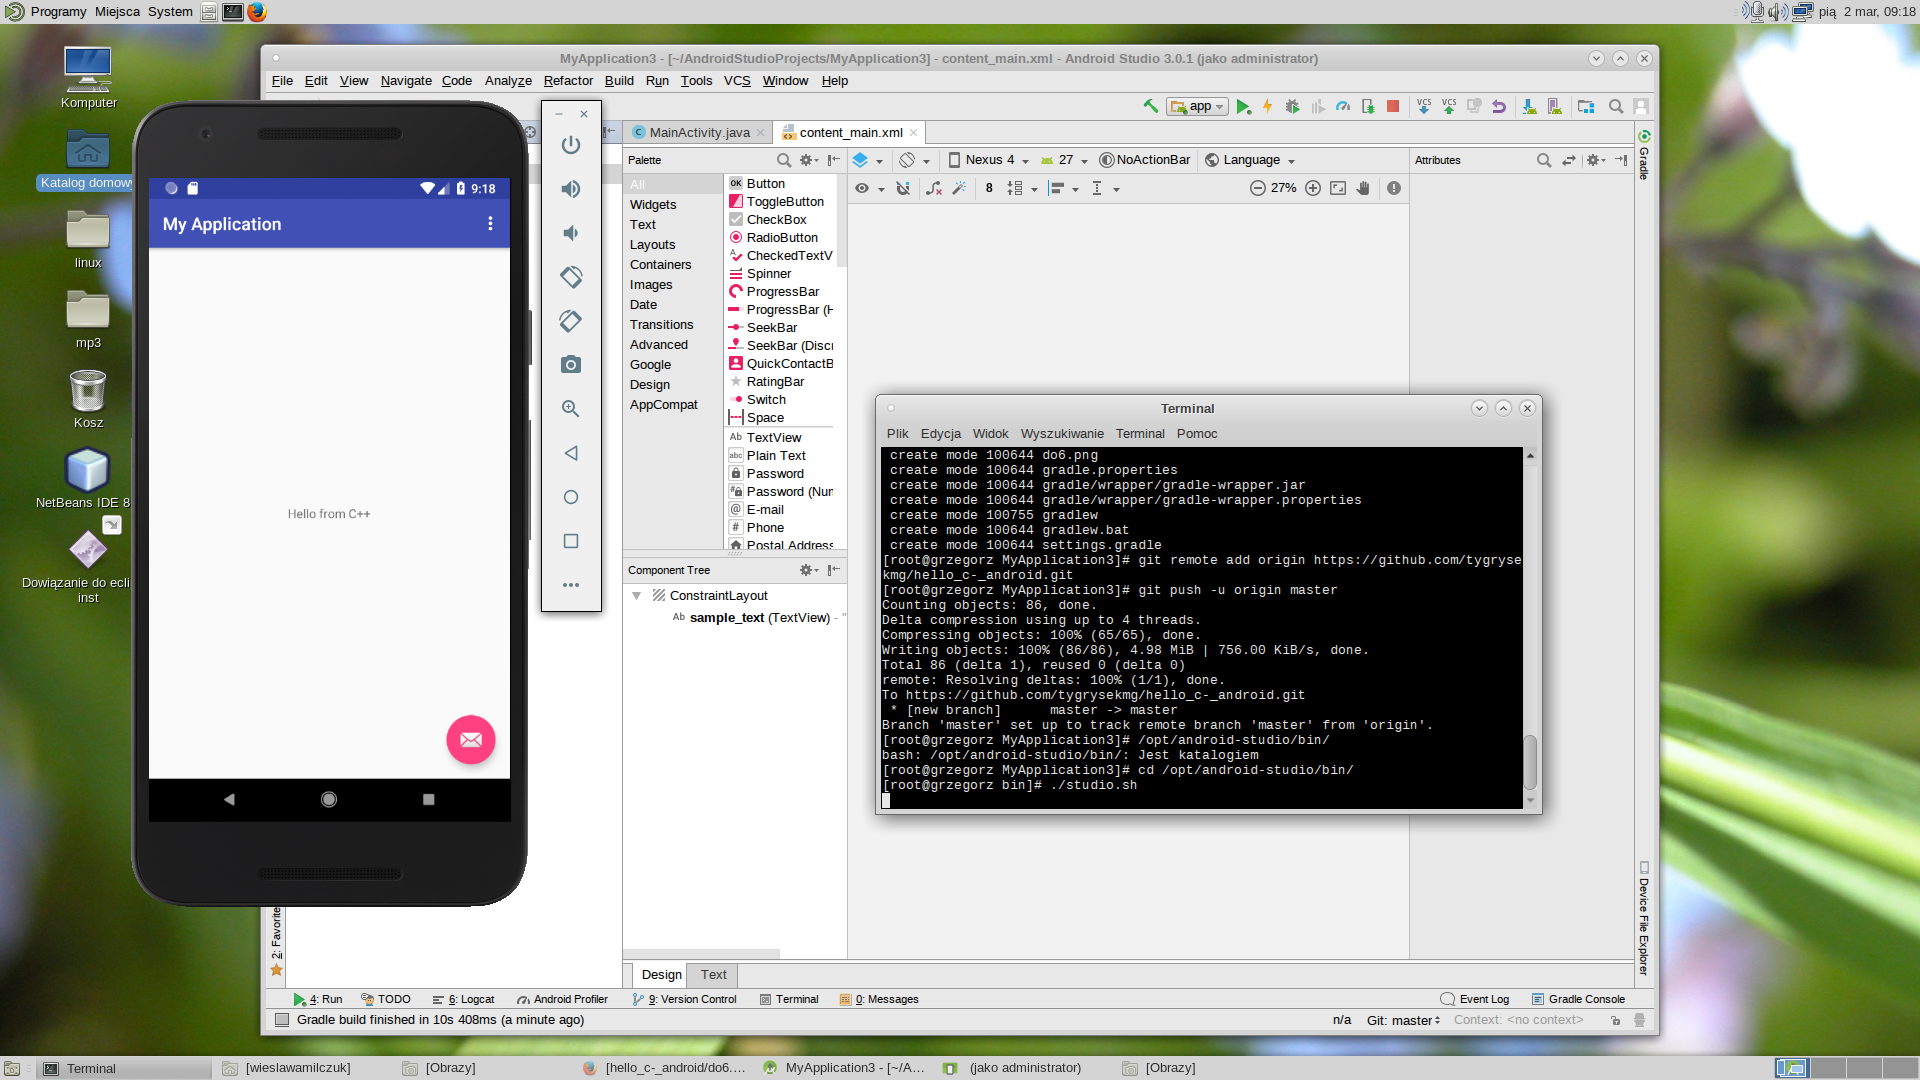 Programy Miejsca System
pią 2 mar, 09:18
Komputer
Katalog domowy
linux
mp3
Kosz
NetBeans IDE 8
Dowiązanie do ecli
inst
MyApplication3 - [~/AndroidStudioProjects/MyApplication3] - content_main.xml - Android Studio 3.0.1 (jako administrator)
File Edit View Navigate Code Analyze Refactor Build Run Tools VCS Window Help
app
VCS VCS
MainActivity.java content_main.xml
9:18
My Application
Hello from C++
Palette
Nexus 4 27 NoActionBar Language
Attributes
8
27%
All
Widgets
Text
Layouts
Containers
Images
Date
Transitions
Advanced
Google
Design
AppCompat
OK Button
ToggleButton
CheckBox
RadioButton
CheckedTextV
Spinner
ProgressBar
ProgressBar (H
SeekBar
SeekBar (Discr
QuickContactB
RatingBar
Switch
Space
Ab TextView
abc Plain Text
Password
Password (Num
@ E-mail
# Phone
Postal Address
Component Tree
ConstraintLayout
Ab sample_text (TextView) - "
Design Text
Gradle
Device File Explorer
2: Favorite
Terminal
Plik Edycja Widok Wyszukiwanie Terminal Pomoc
create mode 100644 do6.png
create mode 100644 gradle.properties
create mode 100644 gradle/wrapper/gradle-wrapper.jar
create mode 100644 gradle/wrapper/gradle-wrapper.properties
create mode 100755 gradlew
create mode 100644 gradlew.bat
create mode 100644 settings.gradle
[root@grzegorz MyApplication3]# git remote add origin https://github.com/tygryse
kmg/hello_c-_android.git
[root@grzegorz MyApplication3]# git push -u origin master
Counting objects: 86, done.
Delta compression using up to 4 threads.
Compressing objects: 100% (65/65), done.
Writing objects: 100% (86/86), 4.98 MiB | 756.00 KiB/s, done.
Total 86 (delta 1), reused 0 (delta 0)
remote: Resolving deltas: 100% (1/1), done.
To https://github.com/tygrysekmg/hello_c-_android.git
* [new branch]      master -> master
Branch 'master' set up to track remote branch 'master' from 'origin'.
[root@grzegorz MyApplication3]# /opt/android-studio/bin/
bash: /opt/android-studio/bin/: Jest katalogiem
[root@grzegorz MyApplication3]# cd /opt/android-studio/bin/
[root@grzegorz bin]# ./studio.sh
4: Run TODO 6: Logcat Android Profiler 9: Version Control Terminal 0: Messages
Event Log Gradle Console
Gradle build finished in 10s 408ms (a minute ago)
n/a Git: master Context: <no context>
Terminal [wieslawamilczuk] [Obrazy] [hello_c-_android/do6.... MyApplication3 - [~/A... (jako administrator) [Obrazy]